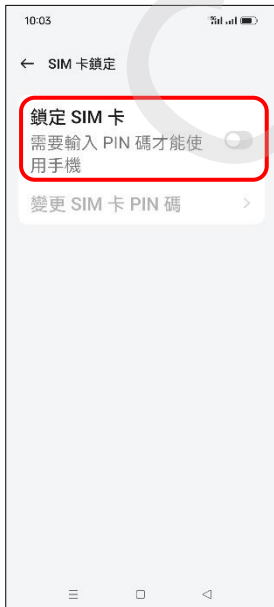 10:03
← SIM 卡鎖定
鎖定 SIM 卡
需要輸入 PIN 碼才能使
用手機
變更 SIM 卡 PIN 碼